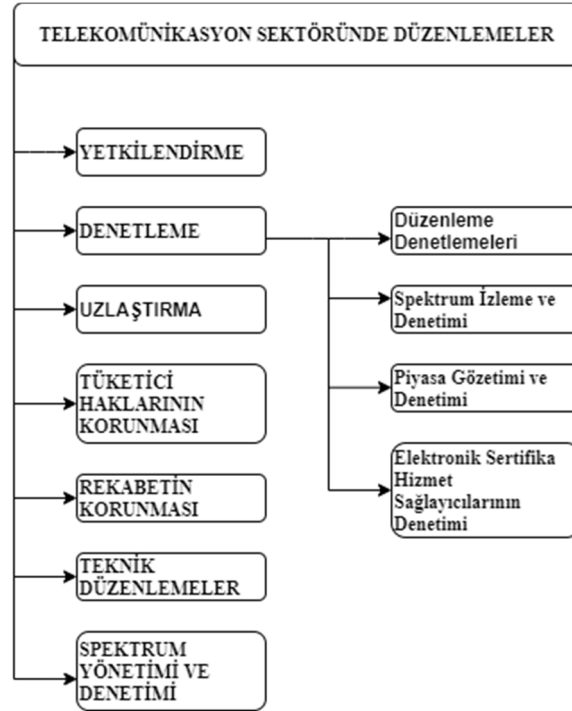 TELEKOMÜNİKASYON SEKTÖRÜNDE DÜZENLEMELER
YETKİLENDİRME
DENETLEME
UZLAŞTIRMA
TÜKETİCİ
HAKLARININ
KORUNMASI
REKABETİN
KORUNMASI
TEKNİK
DÜZENLEMELER
SPEKTRUM
YÖNETİMİ VE
DENETİMİ
Düzenleme
Denetlemeleri
Spektrum İzleme ve
Denetimi
Piyasa Gözetimi ve
Denetimi
Elektronik Sertifika
Hizmet
Sağlayıcılarının
Denetimi